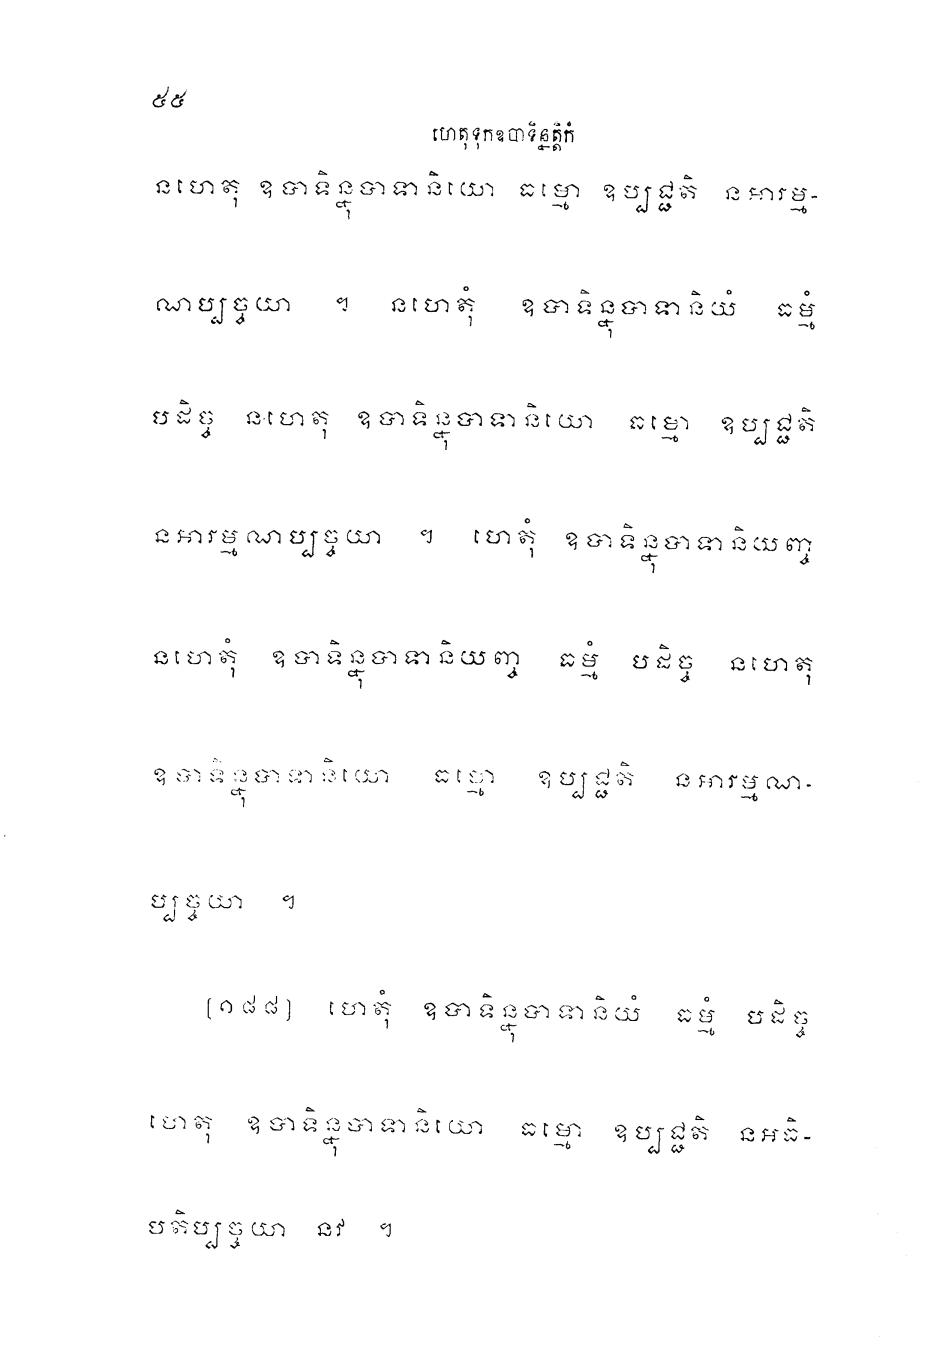 ៥៥
ហេតុទុកឧបាទិន្នត្តិកំ
នហេតុ ឧបាទិន្នុបាទានិយោ ធម្មោ ឧប្បជ្ជតិ នអារម្ម-
ណប្បច្ចយា ។ នហេតុំ ឧបាទិន្នុបាទានិយំ ធម្មំ
បដិច្ច នហេតុ ឧបាទិន្នុបាទានិយោ ធម្មោ ឧប្បជ្ជតិ
នអារម្មណប្បច្ចយា ។ ហេតុំ ឧបាទិន្នុបាទានិយញ្ច
នហេតុំ ឧបាទិន្នុបាទានិយញ្ច ធម្មំ បដិច្ច នហេតុ
ឧបាទិន្នុបាទានិយោ ធម្មោ ឧប្បជ្ជតិ នអារម្មណ-
ប្បច្ចយា ។
[១៨៨] ហេតុំ ឧបាទិន្នុបាទានិយំ ធម្មំ បដិច្ច
ហេតុ ឧបាទិន្នុបាទានិយោ ធម្មោ ឧប្បជ្ជតិ នអធិ-
បតិប្បច្ចយា នវ ។